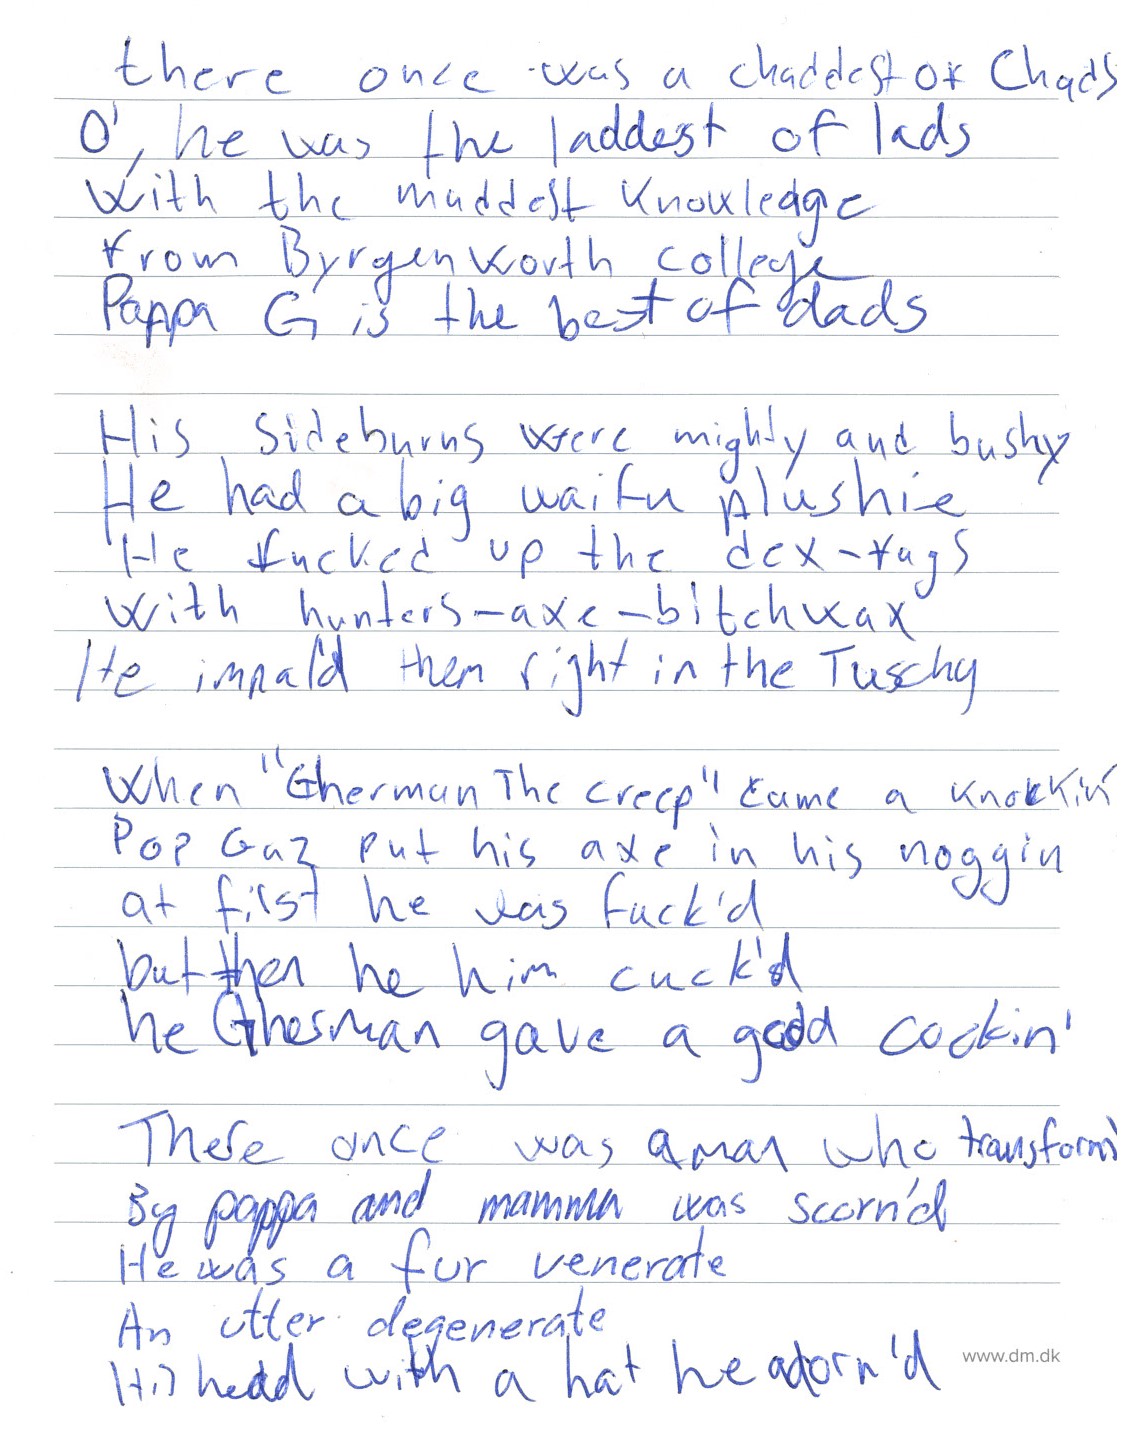 there once was a chaddest of Chads
O', he was the laddest of lads
With the maddest Knowledge
from Byrgenworth college
Pappa G is the best of dads
His Sideburns were mighty and bushy
He had a big waifu plushie
He fucked up the dex-fags
With hunters-axe-bitchwax
He impal'd them right in the Tuschy
When "Gherman The creep" came a knockin'
Pop Gaz put his axe in his noggin
at first he was fuck'd
but then he him cuck'd
he Gherman gave a good cockin'
There once was a man who transform'
By pappa and mamma was scorn'd
He was a fur venerate
An utter degenerate
www.dm.dk
His head with a hat he adorn'd